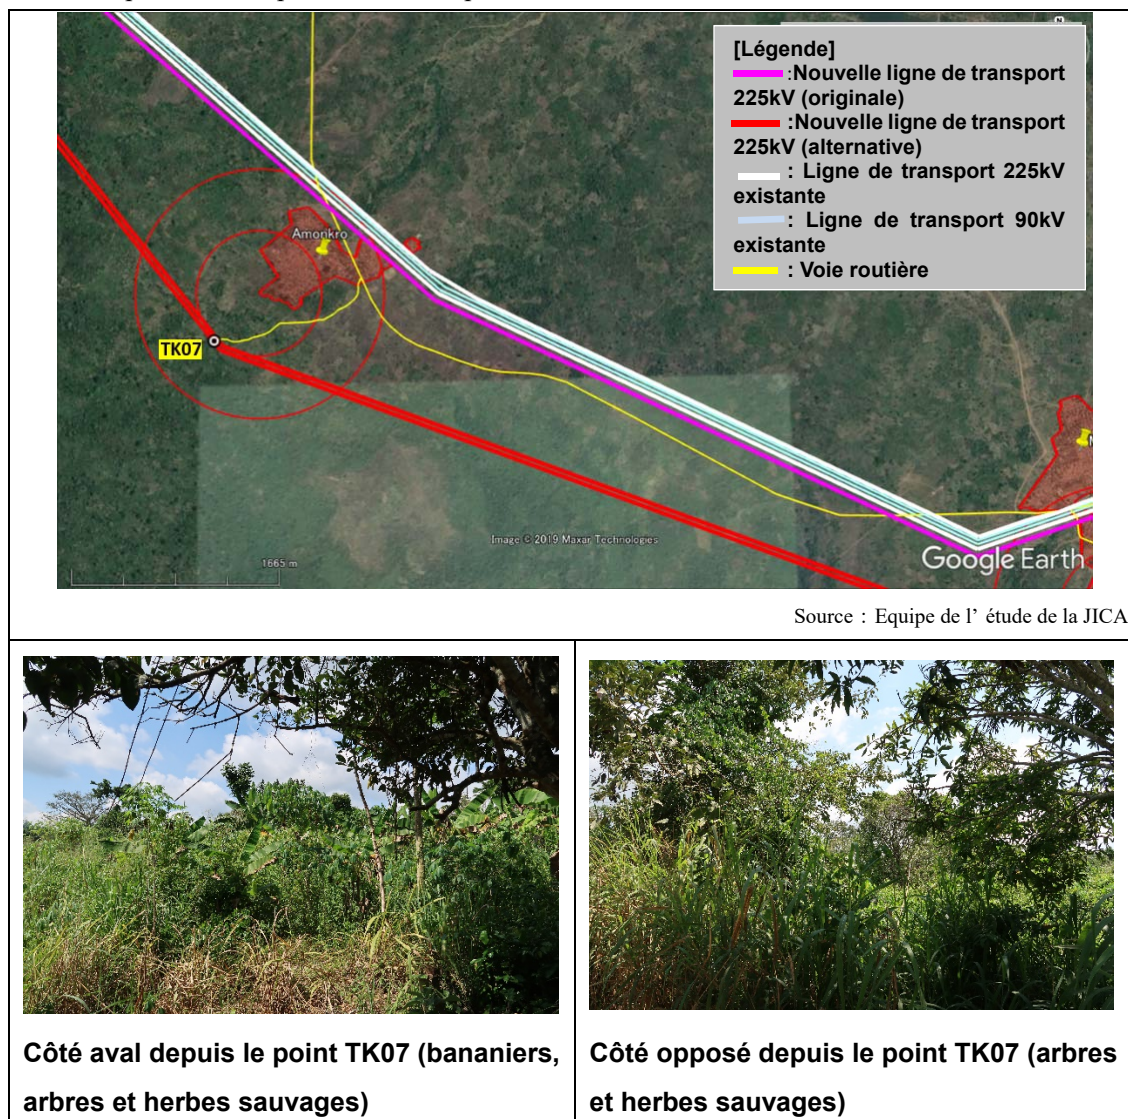 [Légende]
:Nouvelle ligne de transport
225kV (originale)
:Nouvelle ligne de transport
225kV (alternative)
: Ligne de transport 225kV
existante
: Ligne de transport 90kV
existante
: Voie routière
Amonkro
TK07
Image © 2019 Maxar Technologies
1665 m
Google Earth
Source : Equipe de l’ étude de la JICA
Côté aval depuis le point TK07 (bananiers,
arbres et herbes sauvages)
Côté opposé depuis le point TK07 (arbres
et herbes sauvages)